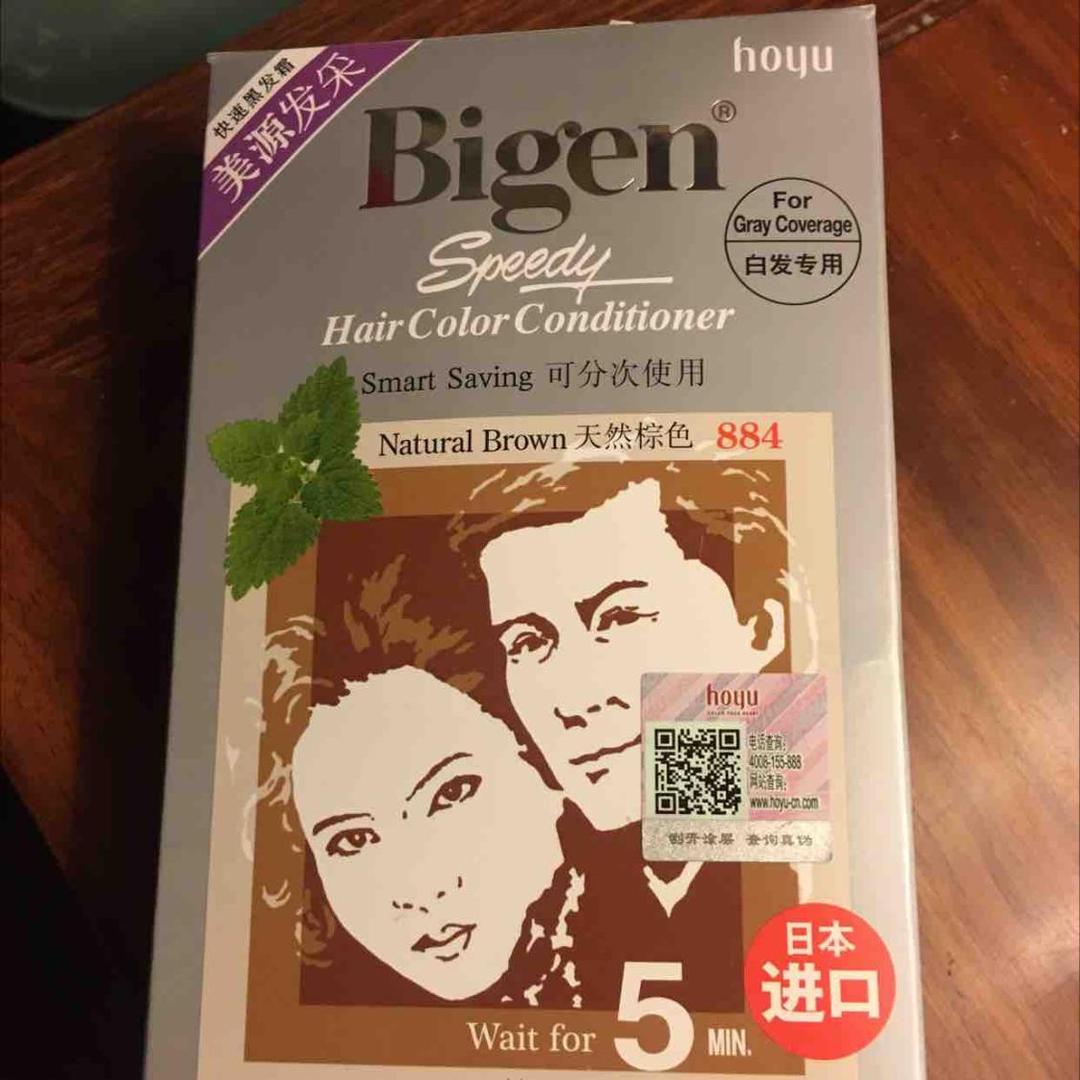 快速黑发霜
美源发采
hoyu
Bigen®
For
Gray Coverage
白发专用
Speedy
Hair Color Conditioner
Smart Saving 可分次使用
Natural Brown 天然棕色 884
hoyu
电话查询:
4008-155-888
网站查询:
www.hoyu-cn.com
刮开涂层 查询真伪
日本
进口
Wait for 5 MIN.